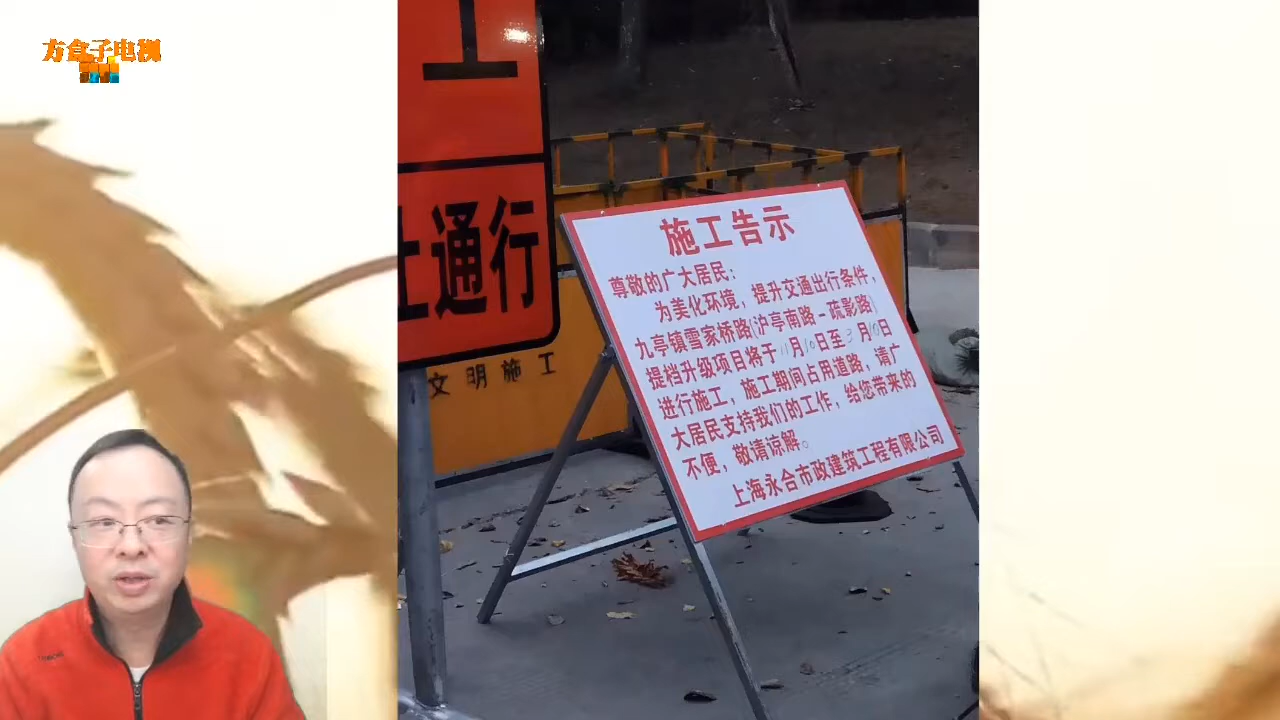 方盒子电视
工
止通行
文明施工
施工告示
尊敬的广大居民：
为美化环境，提升交通出行条件，
九亭镇雪家桥路(沪亭南路－疏影路)
提档升级项目将于11月10日至3月10日
进行施工，施工期间占用道路，请广
大居民支持我们的工作，给您带来的
不便，敬请谅解。
上海永合市政建筑工程有限公司